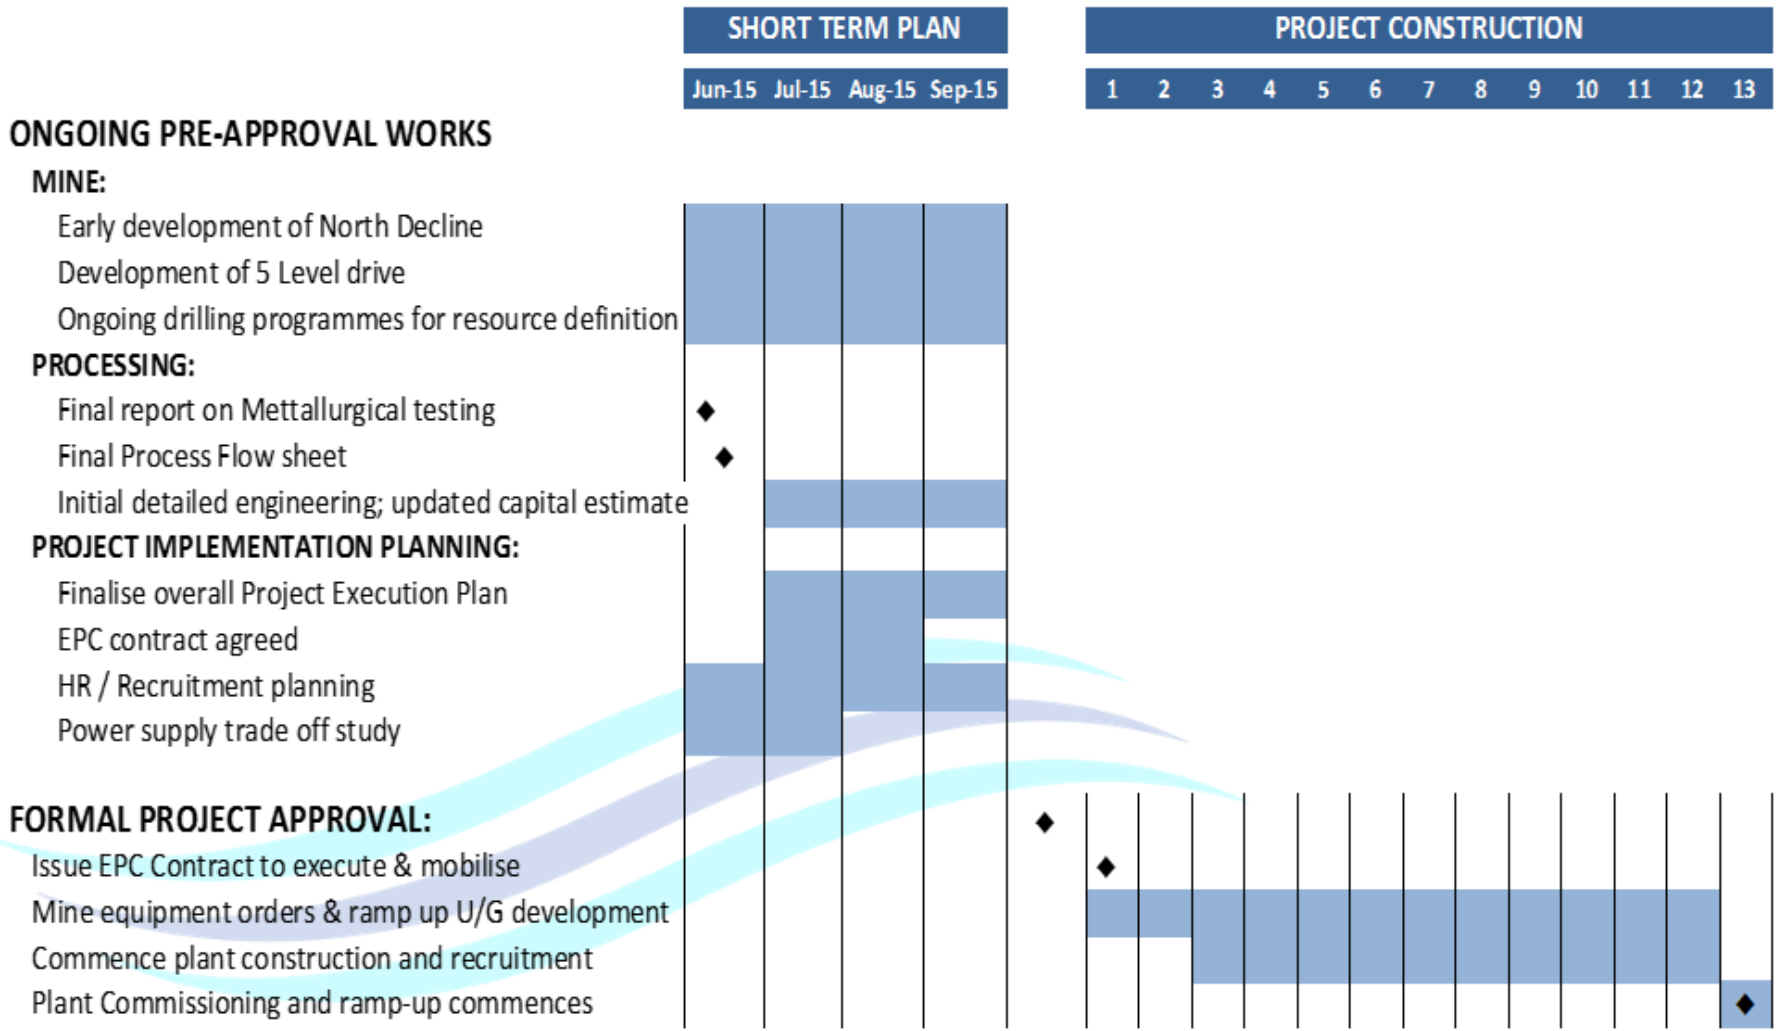 SHORT TERM PLAN PROJECT CONSTRUCTION
Jun-15 Jul-15 Aug-15 Sep-15 1 2 3 4 5 6 7 8 9 10 11 12 13
ONGOING PRE-APPROVAL WORKS
MINE:
Early development of North Decline
Development of 5 Level drive
Ongoing drilling programmes for resource definition
PROCESSING:
Final report on Mettallurgical testing
Final Process Flow sheet
Initial detailed engineering; updated capital estimate
PROJECT IMPLEMENTATION PLANNING:
Finalise overall Project Execution Plan
EPC contract agreed
HR / Recruitment planning
Power supply trade off study
FORMAL PROJECT APPROVAL:
Issue EPC Contract to execute & mobilise
Mine equipment orders & ramp up U/G development
Commence plant construction and recruitment
Plant Commissioning and ramp-up commences